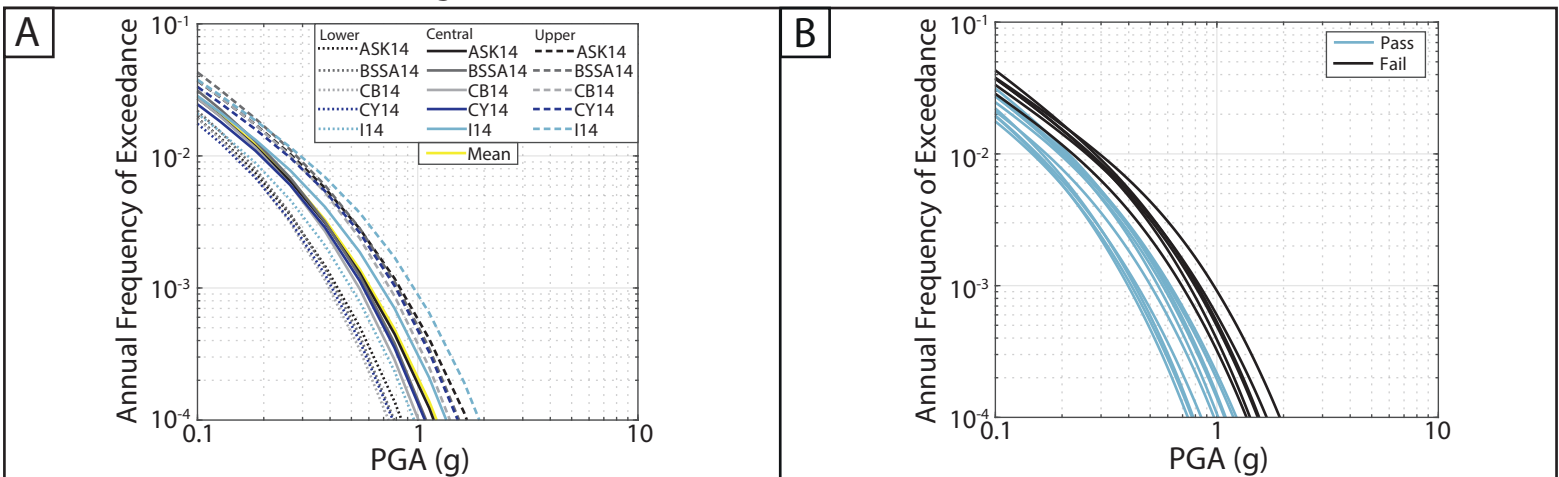 A
Annual Frequency of Exceedance
10-1
10-2
10-3
10-4
0.1
1
10
PGA (g)
Lower Central Upper
ASK14 ASK14 ASK14
BSSA14 BSSA14 BSSA14
CB14 CB14 CB14
CY14 CY14 CY14
I14 I14 I14
Mean
B
Annual Frequency of Exceedance
10-1
10-2
10-3
10-4
0.1
1
10
PGA (g)
Pass
Fail